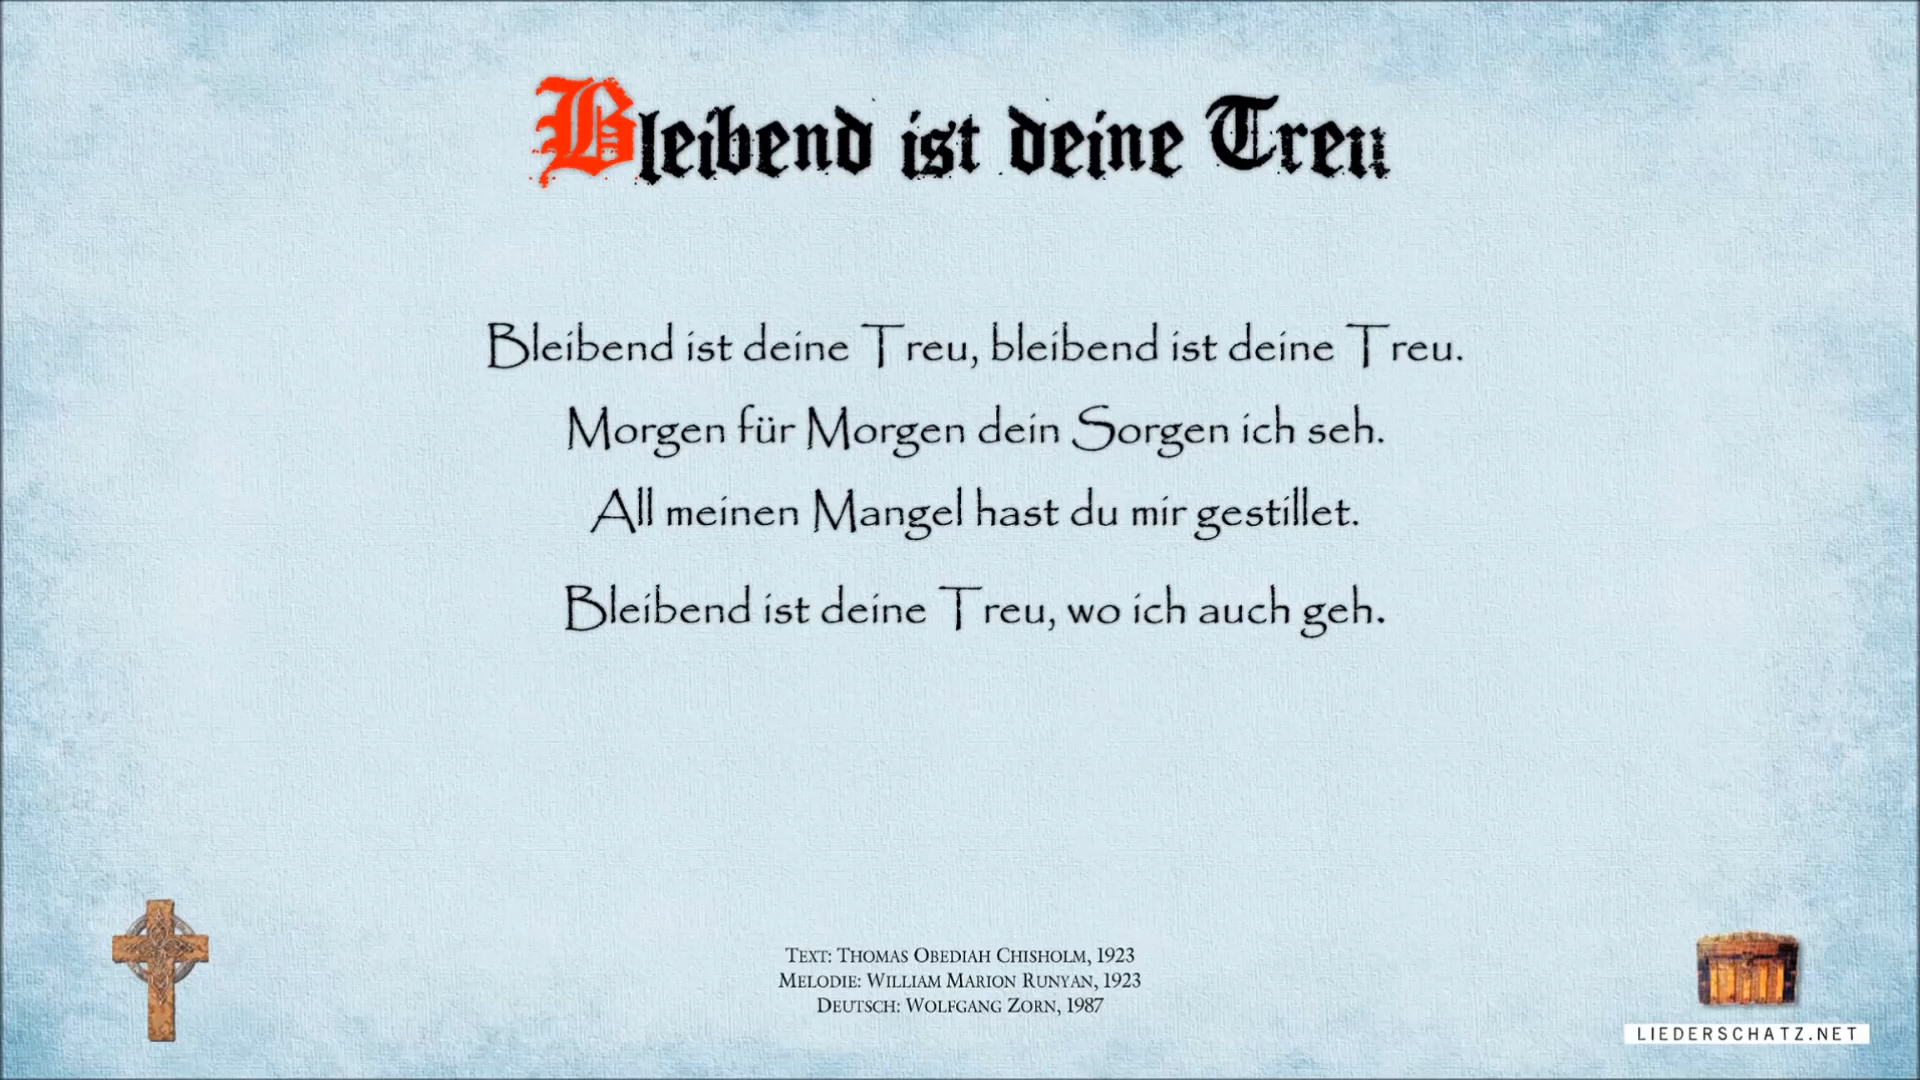 Bleibend ist deine Treu
Bleibend ist deine Treu, bleibend ist deine Treu.
Morgen für Morgen dein Sorgen ich seh.
All meinen Mangel hast du mir gestillet.
Bleibend ist deine Treu, wo ich auch geh.
TEXT: THOMAS OBEDIAH CHISHOLM, 1923
MELODIE: WILLIAM MARION RUNYAN, 1923
DEUTSCH: WOLFGANG ZORN, 1987
LIEDERSCHATZ.NET